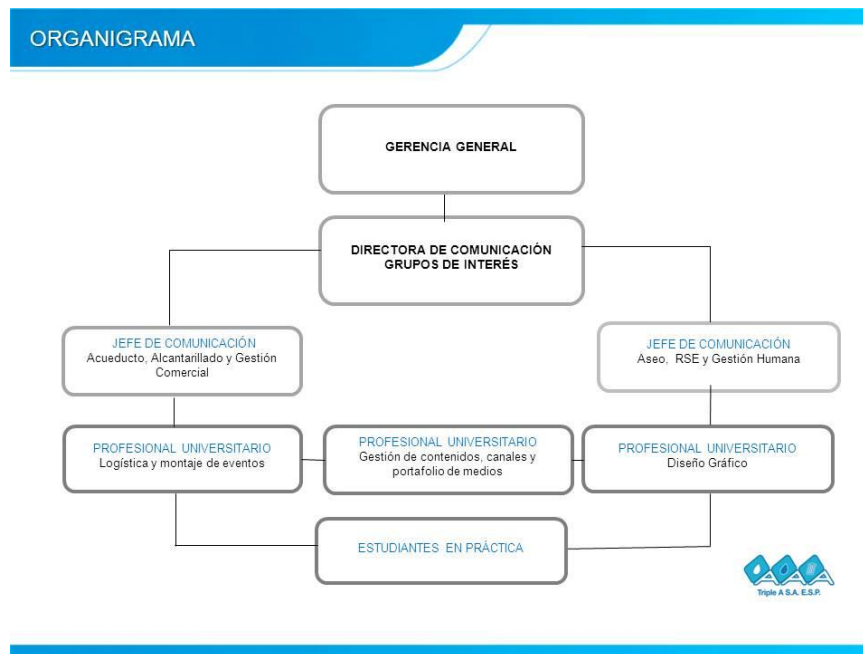 ORGANIGRAMA
GERENCIA GENERAL
DIRECTORA DE COMUNICACIÓN
GRUPOS DE INTERÉS
JEFE DE COMUNICACIÓN
Acueducto, Alcantarillado y Gestión
Comercial
JEFE DE COMUNICACIÓN
Aseo, RSE y Gestión Humana
PROFESIONAL UNIVERSITARIO
Logística y montaje de eventos
PROFESIONAL UNIVERSITARIO
Gestión de contenidos, canales y
portafolio de medios
PROFESIONAL UNIVERSITARIO
Diseño Gráfico
ESTUDIANTES EN PRÁCTICA
Triple A S.A. E.S.P.